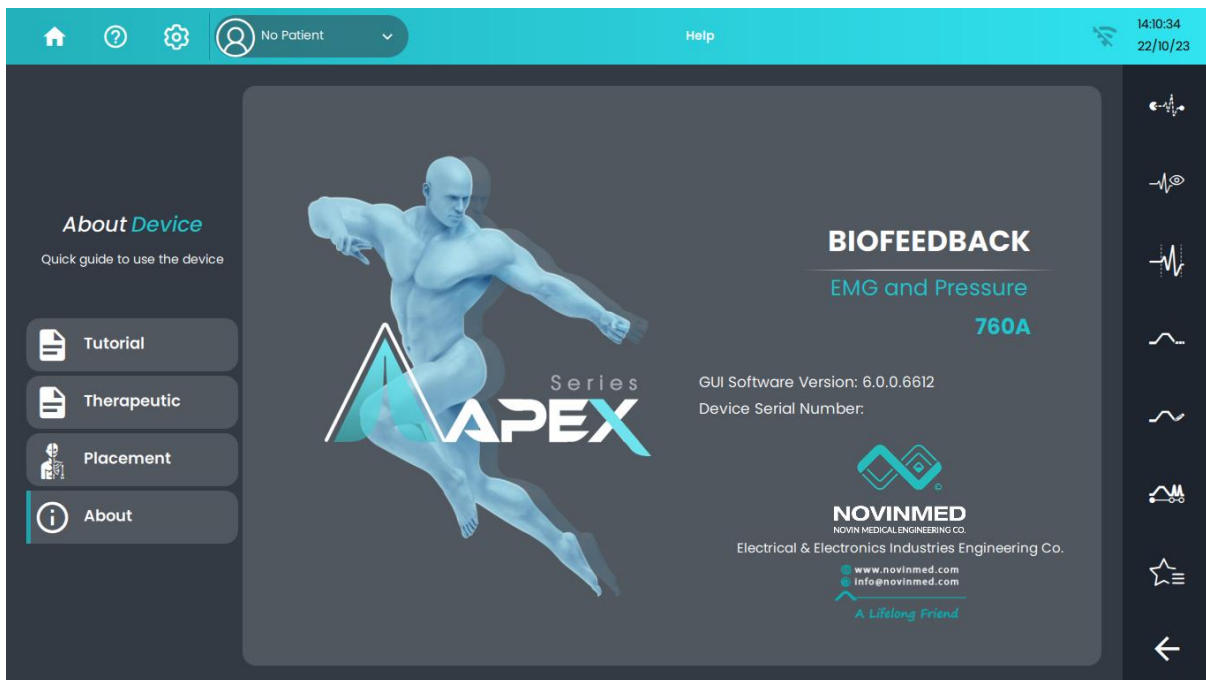 No Patient
Help
14:10:34
22/10/23
About Device
Quick guide to use the device
Tutorial
Therapeutic
Placement
About
Series
APEX
BIOFEEDBACK
EMG and Pressure
760A
GUI Software Version: 6.0.0.6612
Device Serial Number:
NOVINMED
NOVIN MEDICAL ENGINEERING CO.
Electrical & Electronics Industries Engineering Co.
www.novinmed.com
info@novinmed.com
A Lifelong Friend